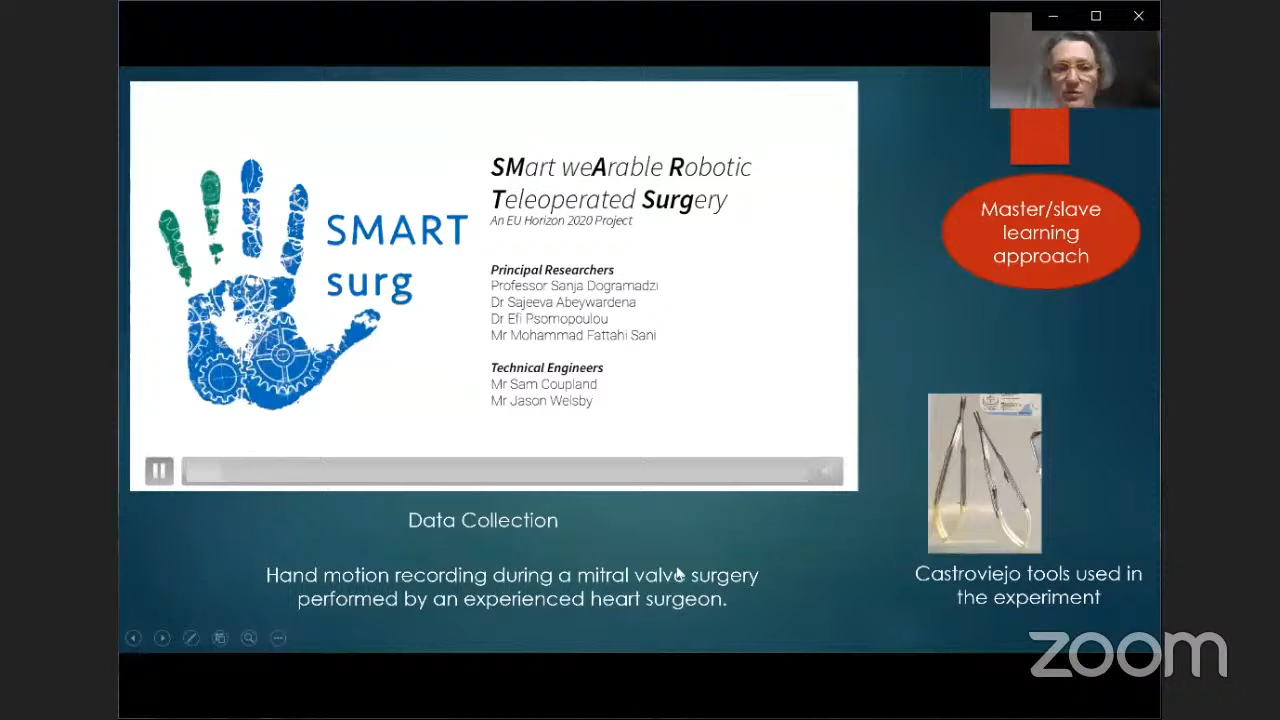 SMart weArable Robotic
Teleoperated Surgery
An EU Horizon 2020 Project
SMART
surg
Principal Researchers
Professor Sanja Dogramadzi
Dr Sajeeva Abeywardena
Dr Efi Psomopoulou
Mr Mohammad Fattahi Sani
Technical Engineers
Mr Sam Coupland
Mr Jason Welsby
Master/slave
learning
approach
Data Collection
Hand motion recording during a mitral valve surgery
performed by an experienced heart surgeon.
Castroviejo tools used in
the experiment
zoom